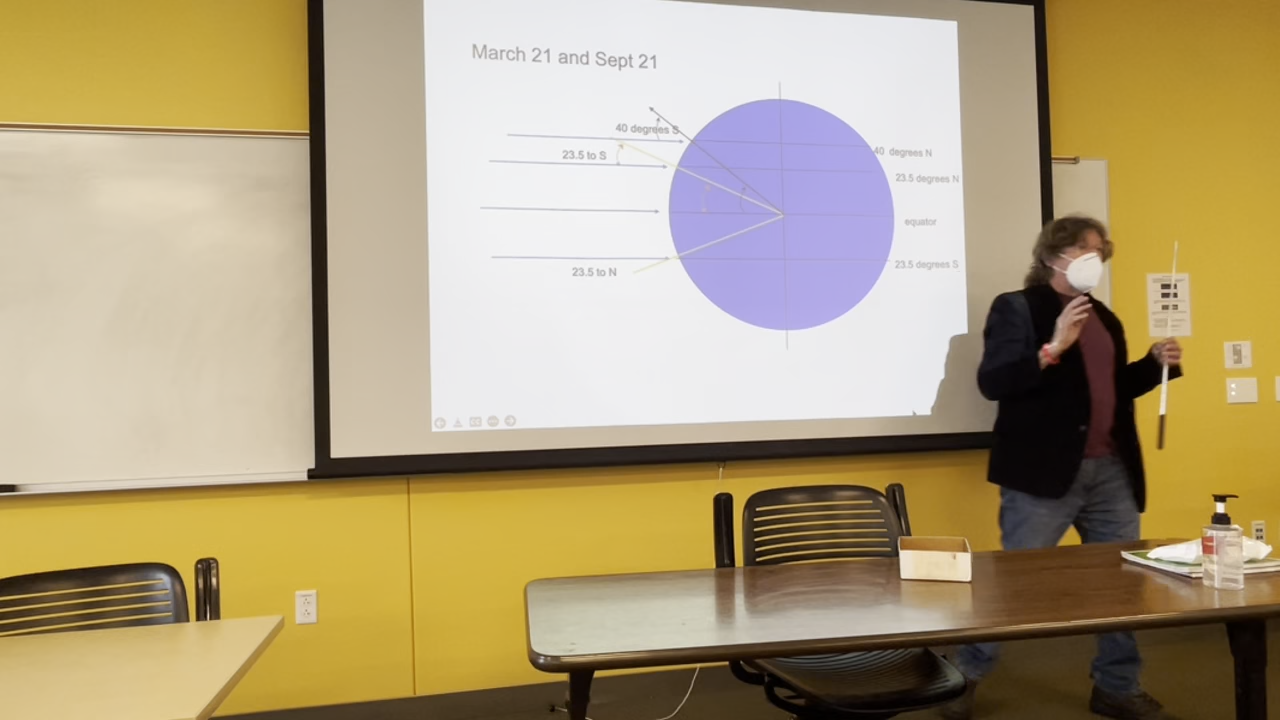 March 21 and Sept 21
40 degrees S
23.5 to S
40 degrees N
23.5 degrees N
equator
23.5 degrees S
23.5 to N